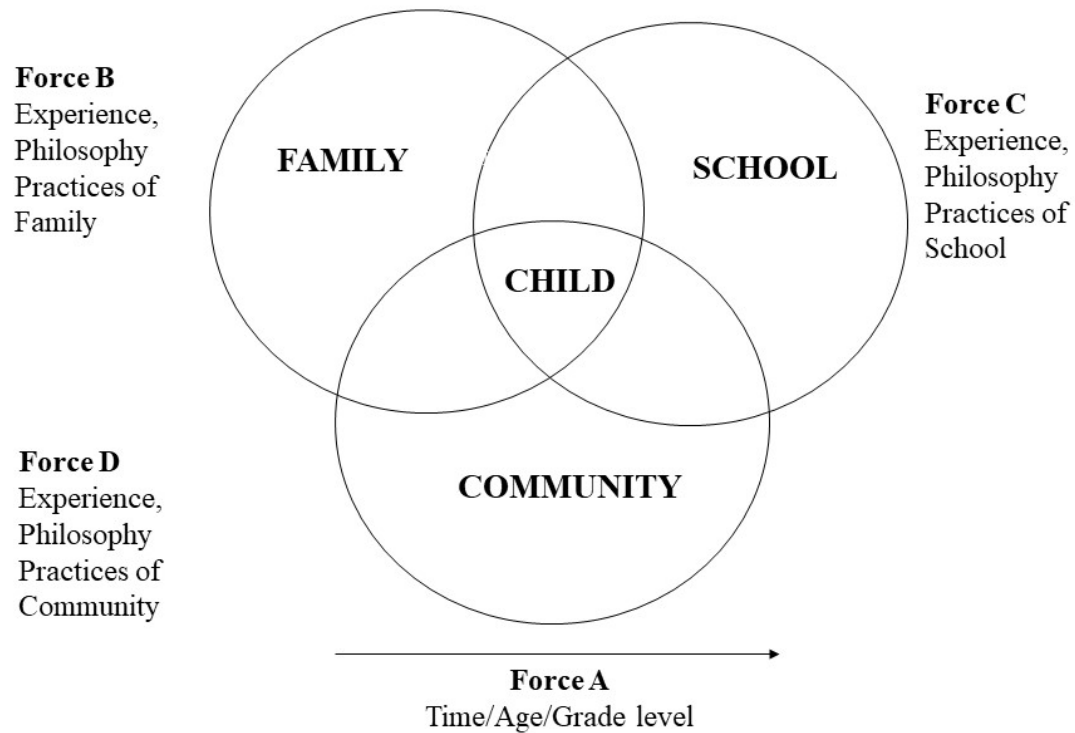 Force B
Experience,
Philosophy
Practices of
Family
FAMILY
SCHOOL
Force C
Experience,
Philosophy
Practices of
School
CHILD
Force D
Experience,
Philosophy
Practices of
Community
COMMUNITY
Force A
Time/Age/Grade level